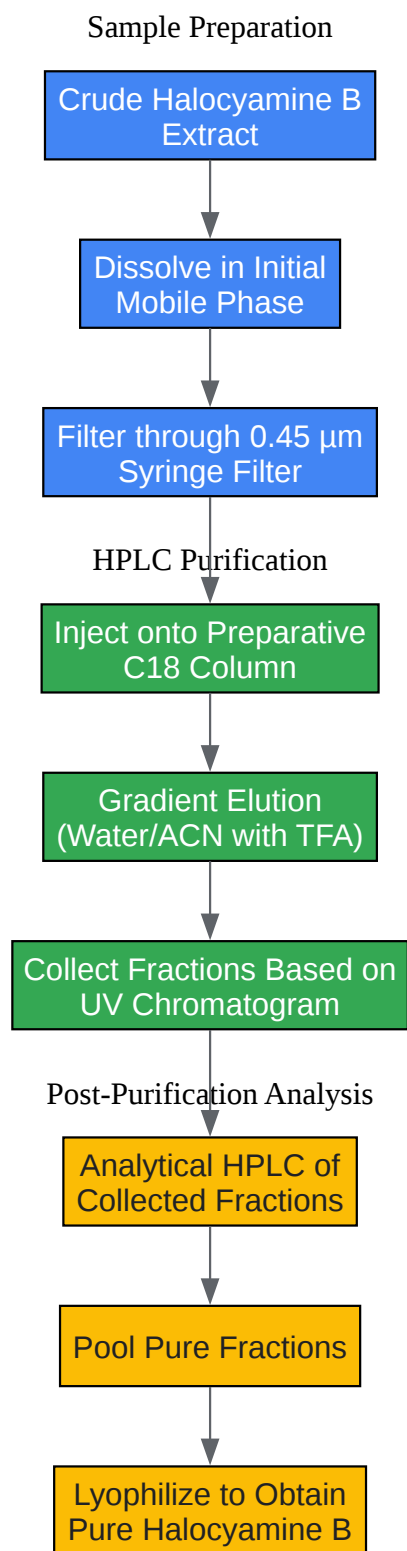 Sample Preparation
Crude Halocyamine B
Extract
Dissolve in Initial
Mobile Phase
Filter through 0.45 µm
Syringe Filter
HPLC Purification
Inject onto Preparative
C18 Column
Gradient Elution
(Water/ACN with TFA)
Collect Fractions Based on
UV Chromatogram
Post-Purification Analysis
Analytical HPLC of
Collected Fractions
Pool Pure Fractions
Lyophilize to Obtain
Pure Halocyamine B